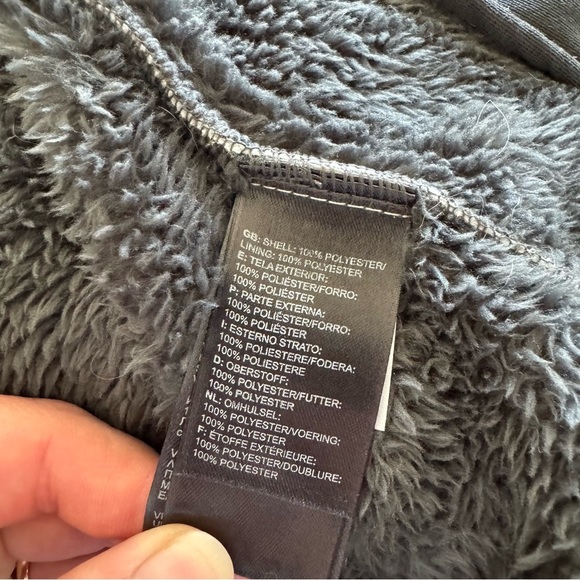 GB: SHELL: 100% POLYESTER/
LINING: 100% POLYESTER
E: TELA EXTERIOR:
100% POLIÉSTER/FORRO:
100% POLIÉSTER
P: PARTE EXTERNA:
100% POLIÉSTER/FORRO:
100% POLIÉSTER
I: ESTERNO STRATO:
100% POLIESTERE/FODERA:
100% POLIESTERE
D: OBERSTOFF:
100% POLYESTER/FUTTER:
100% POLYESTER
NL: OMHULSEL:
100% POLYESTER/VOERING:
100% POLYESTER
F: ÉTOFFE EXTÉRIEURE:
100% POLYESTER/DOUBLURE:
100% POLYESTER